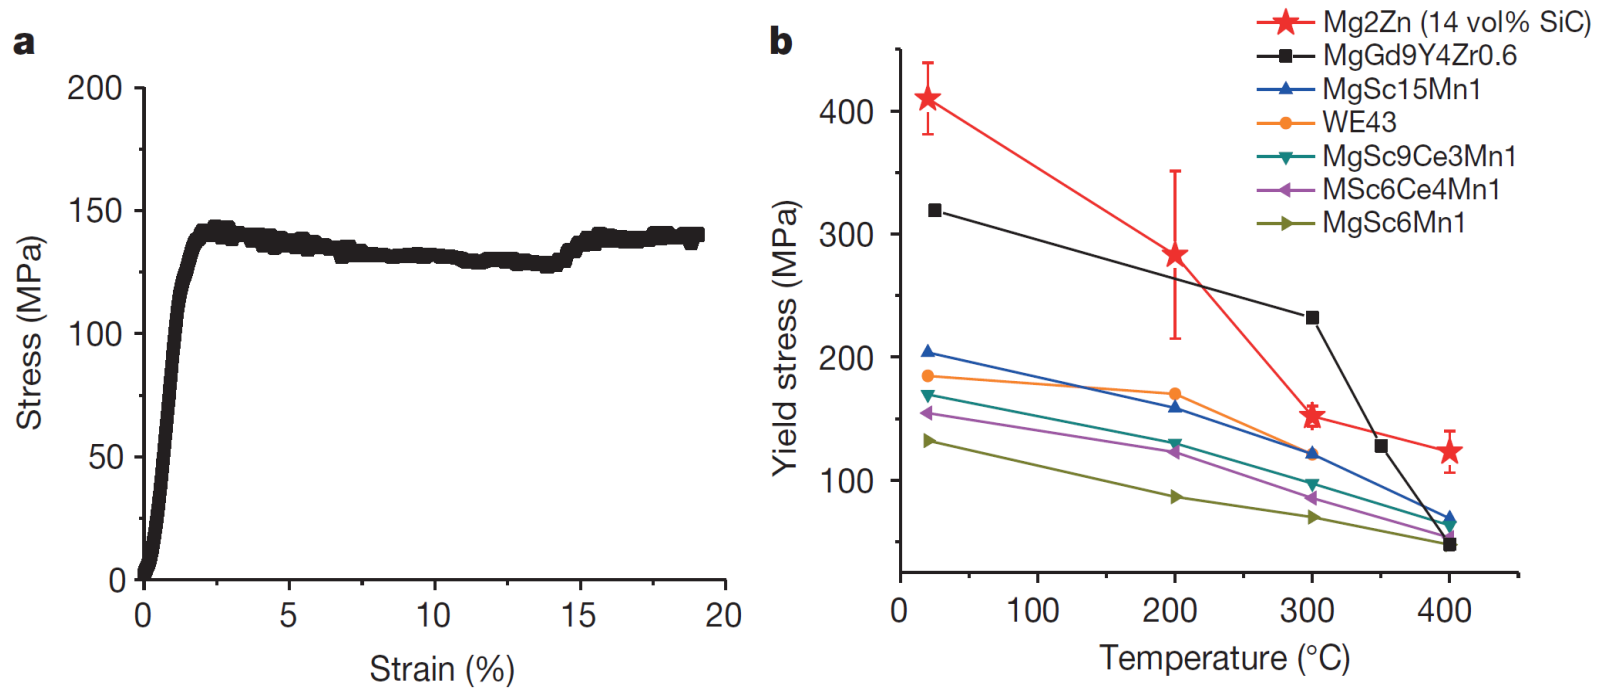 a
200
150
100
50
0
0 5 10 15 20
Stress (MPa)
Strain (%)
b
Mg2Zn (14 vol% SiC)
MgGd9Y4Zr0.6
MgSc15Mn1
WE43
MgSc9Ce3Mn1
MSc6Ce4Mn1
MgSc6Mn1
400
300
200
100
0 100 200 300 400
Yield stress (MPa)
Temperature (°C)